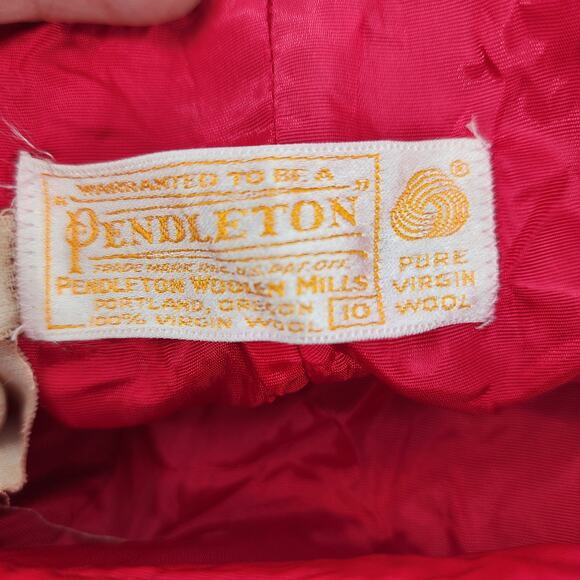 WARRANTED TO BE A
"PENDLETON"
TRADE MARK REG. U.S. PAT. OFF.
PENDLETON WOOLEN MILLS
PORTLAND, OREGON
100% VIRGIN WOOL
10
®
PURE
VIRGIN
WOOL